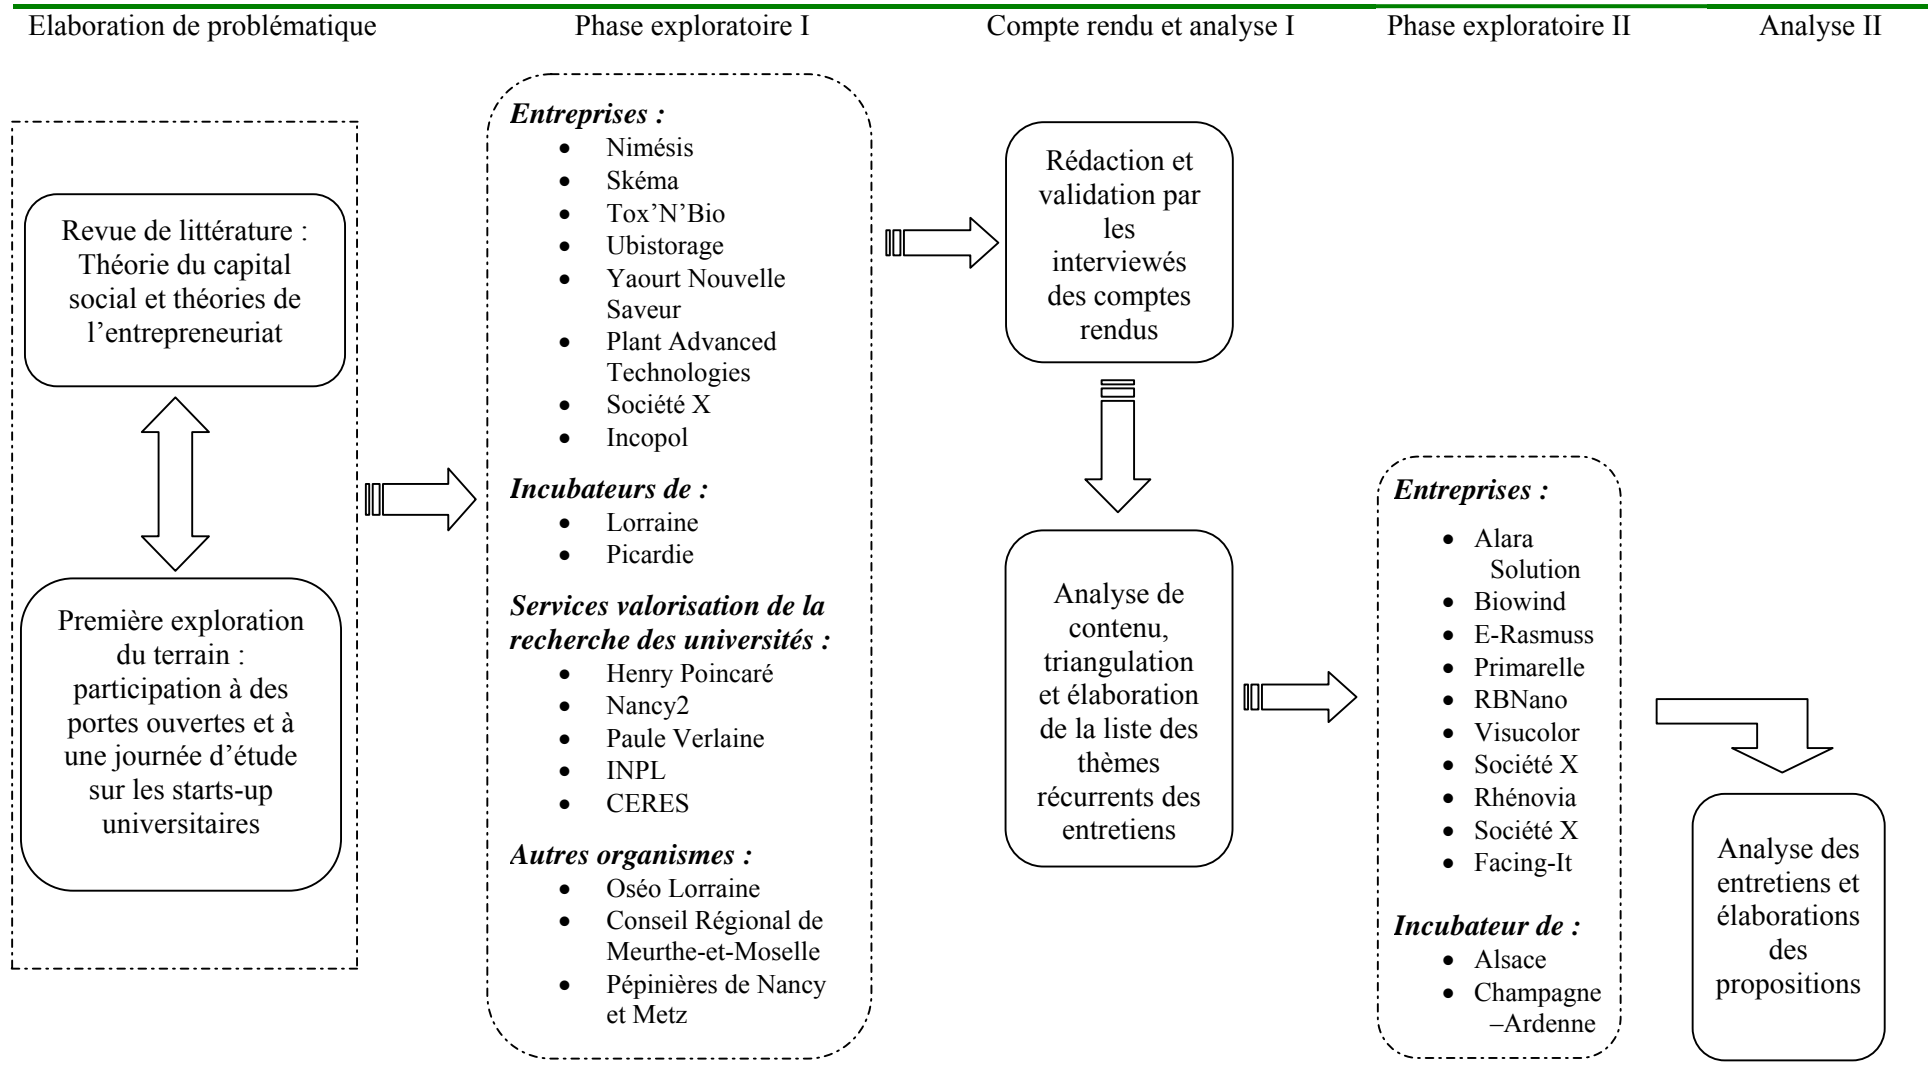 Elaboration de problématique
Phase exploratoire I
Compte rendu et analyse I
Phase exploratoire II
Analyse II
Revue de littérature :
Théorie du capital
social et théories de
l’entrepreneuriat
Première exploration
du terrain :
participation à des
portes ouvertes et à
une journée d’étude
sur les starts-up
universitaires
Entreprises :
• Nimésis
• Skéma
• Tox’N’Bio
• Ubistorage
• Yaourt Nouvelle
Saveur
• Plant Advanced
Technologies
• Société X
• Incopol
Incubateurs de :
• Lorraine
• Picardie
Services valorisation de la
recherche des universités :
• Henry Poincaré
• Nancy2
• Paule Verlaine
• INPL
• CERES
Autres organismes :
• Oséo Lorraine
• Conseil Régional de
Meurthe-et-Moselle
• Pépinières de Nancy
et Metz
Rédaction et
validation par
les
interviewés
des comptes
rendus
Analyse de
contenu,
triangulation
et élaboration
de la liste des
thèmes
récurrents des
entretiens
Entreprises :
• Alara
Solution
• Biowind
• E-Rasmuss
• Primarelle
• RBNano
• Visucolor
• Société X
• Rhénovia
• Société X
• Facing-It
Incubateur de :
• Alsace
• Champagne
–Ardenne
Analyse des
entretiens et
élaborations
des
propositions